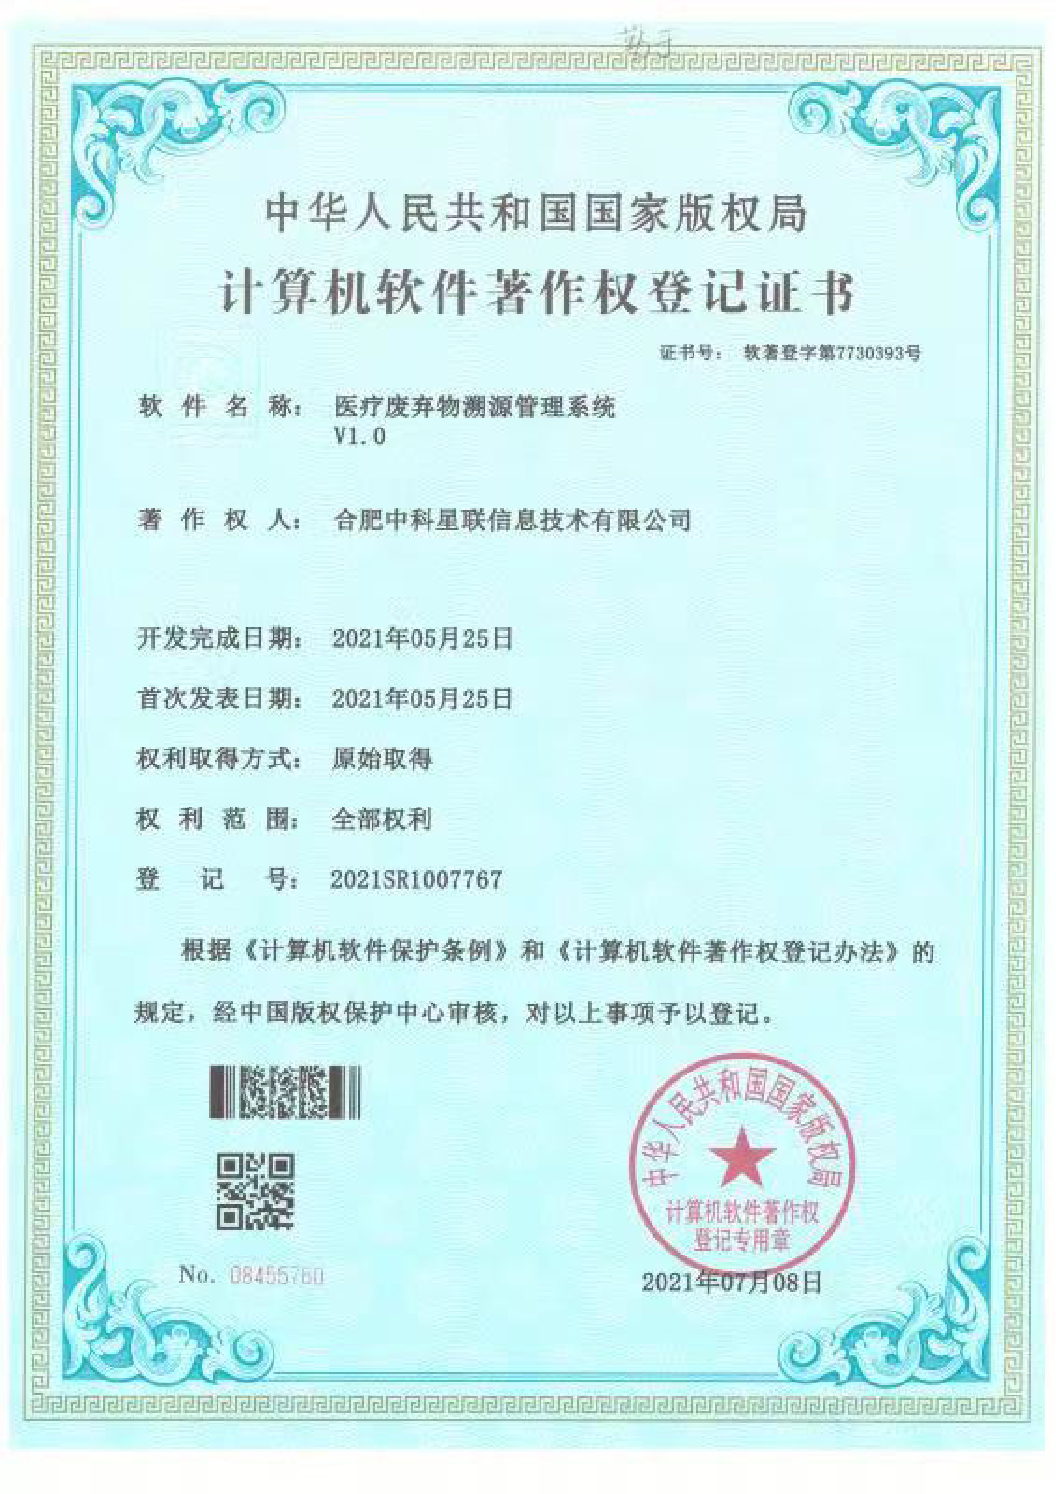 中华人民共和国国家版权局
计算机软件著作权登记证书
证书号： 软著登字第7730393号
软件名称： 医疗废弃物溯源管理系统
V1.0
著作权人： 合肥中科星联信息技术有限公司
开发完成日期： 2021年05月25日
首次发表日期： 2021年05月25日
权利取得方式： 原始取得
权利范围： 全部权利
登记号： 2021SR1007767
根据《计算机软件保护条例》和《计算机软件著作权登记办法》的
规定，经中国版权保护中心审核，对以上事项予以登记。
中华人民共和国国家版权局
计算机软件著作权
登记专用章
No. 08455760
2021年07月08日